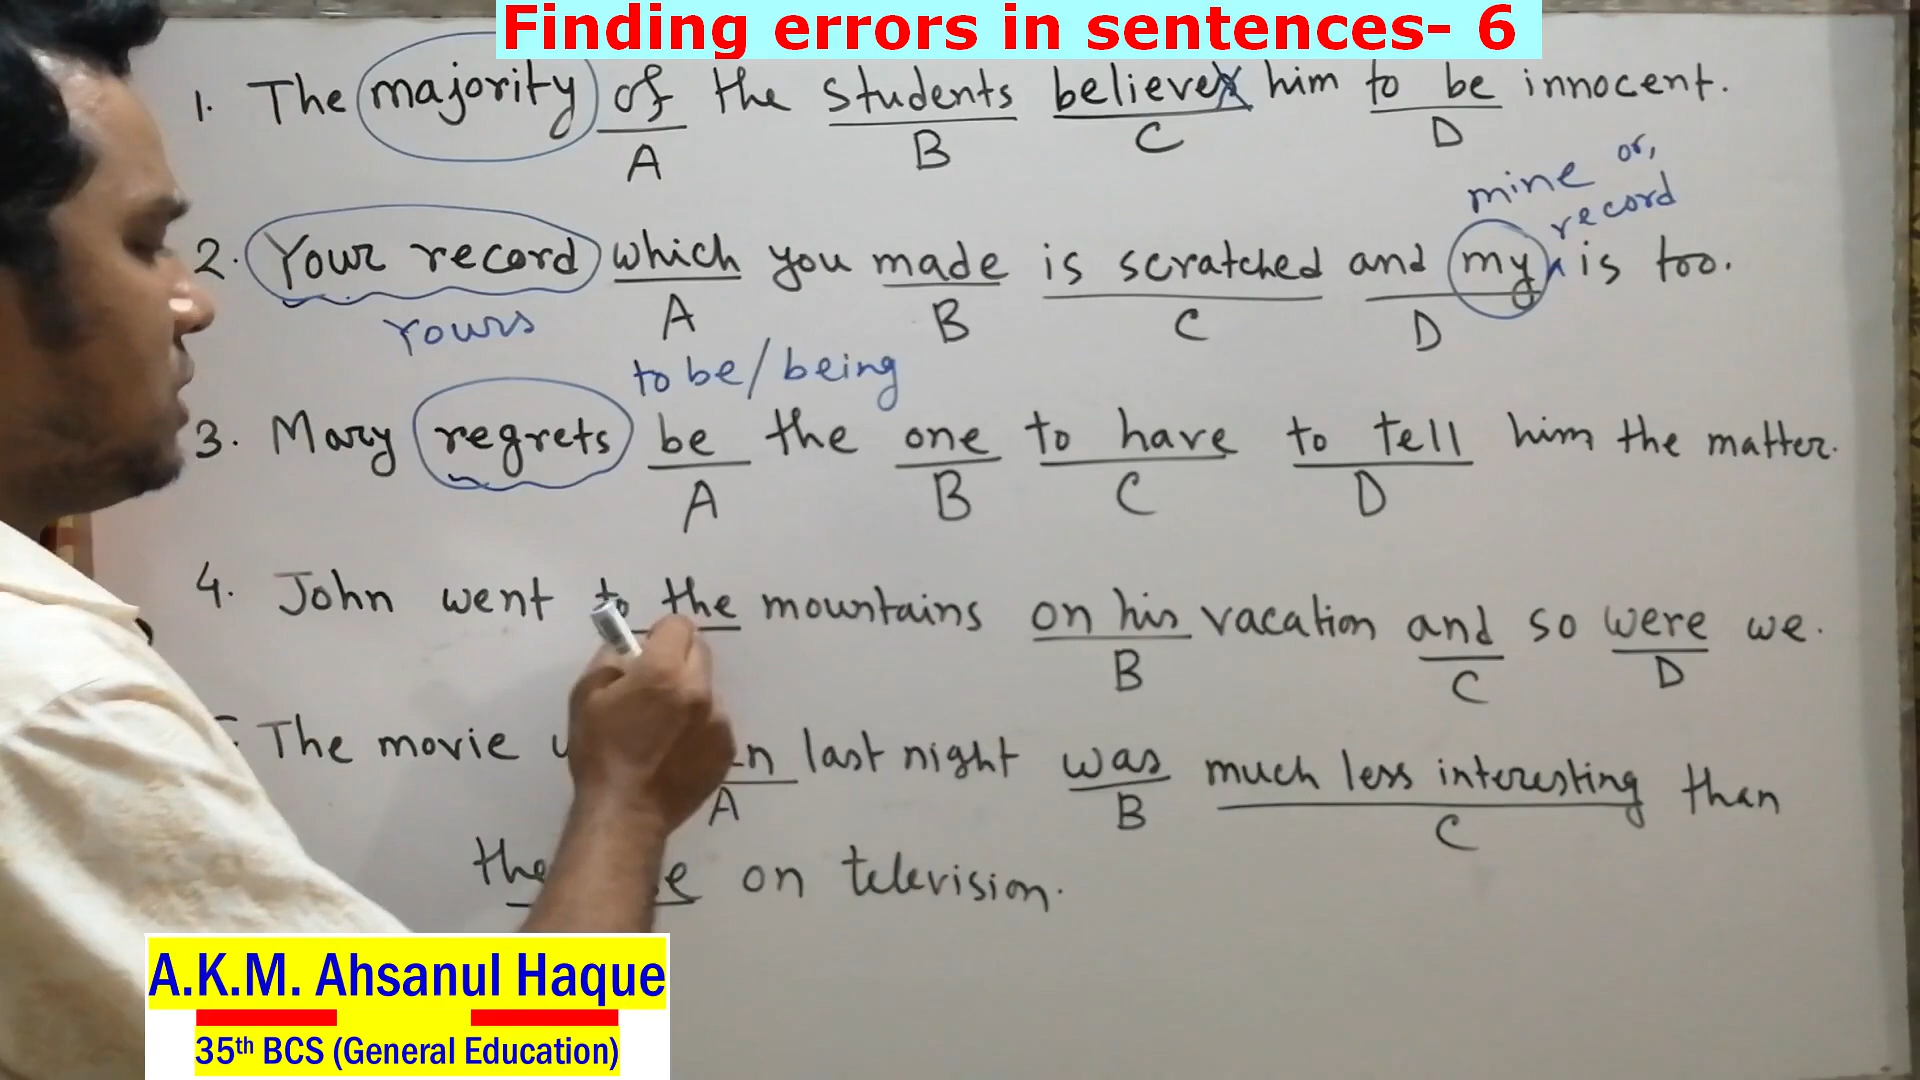 Finding errors in sentences- 6
1. The majority of the students believe him to be innocent.
A B C D
mine or,
record
2. Your record which you made is scratched and my is too.
Yours A B C D
to be/being
3. Mary regrets be the one to have to tell him the matter.
A B C D
4. John went to the mountains on his vacation and so were we.
B C D
The movie last night was much less interesting than
A B C
on television.
A.K.M. Ahsanul Haque
35th BCS (General Education)